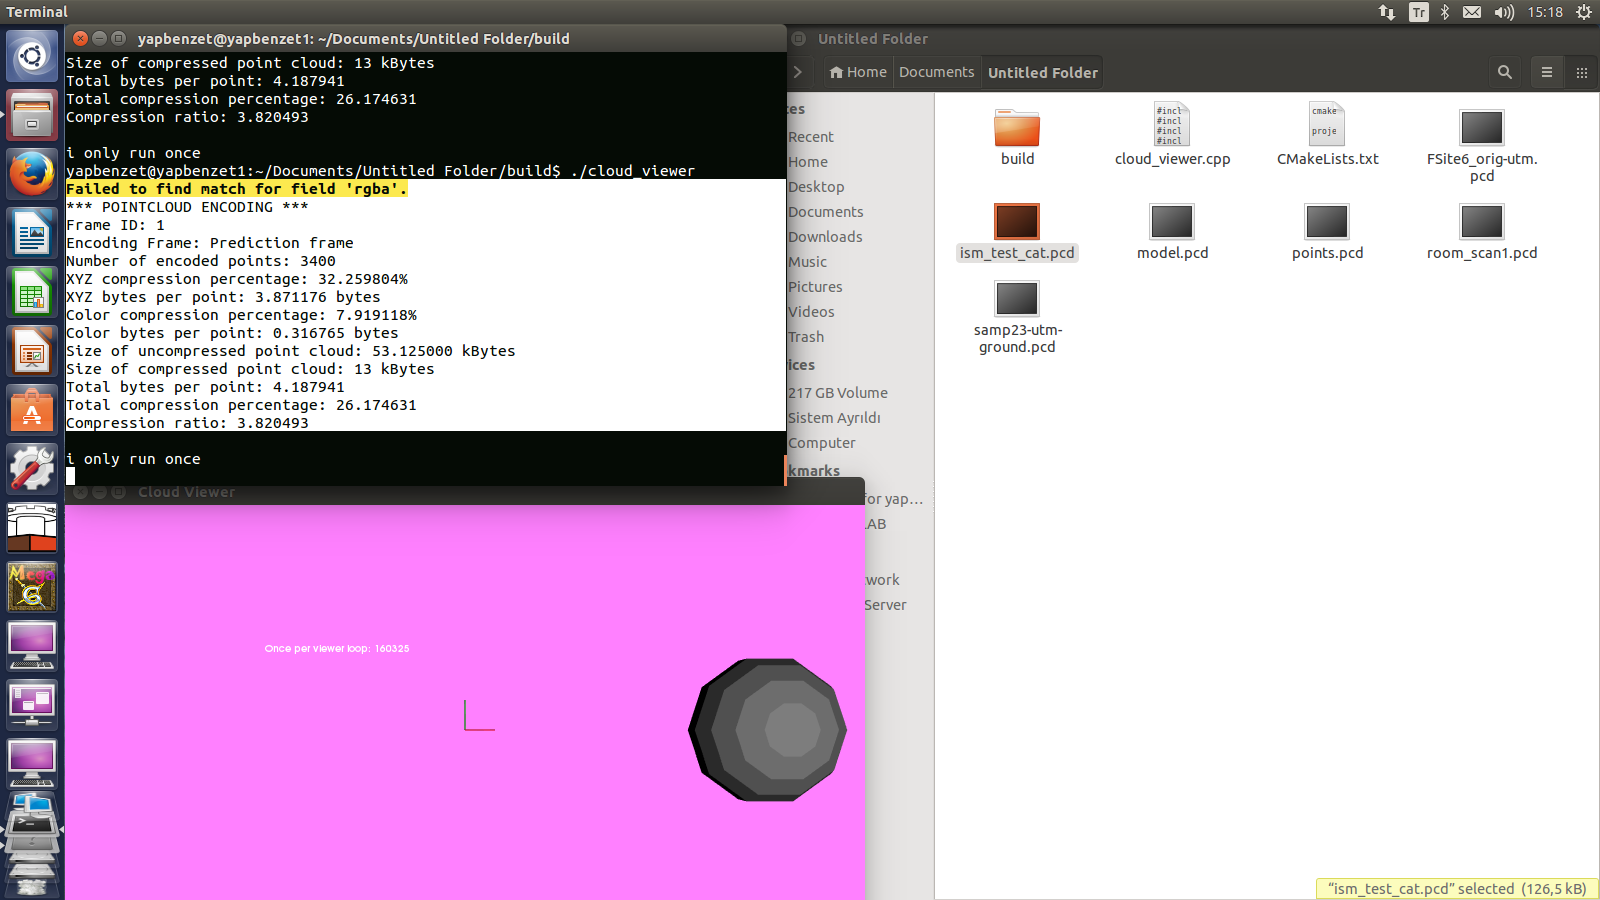 Terminal
Tr
15:18
yapbenzet@yapbenzet1: ~/Documents/Untitled Folder/build
Size of compressed point cloud: 13 kBytes
Total bytes per point: 4.187941
Total compression percentage: 26.174631
Compression ratio: 3.820493
i only run once
yapbenzet@yapbenzet1:~/Documents/Untitled Folder/build$ ./cloud_viewer
Failed to find match for field 'rgba'.
*** POINTCLOUD ENCODING ***
Frame ID: 1
Encoding Frame: Prediction frame
Number of encoded points: 3400
XYZ compression percentage: 32.259804%
XYZ bytes per point: 3.871176 bytes
Color compression percentage: 7.919118%
Color bytes per point: 0.316765 bytes
Size of uncompressed point cloud: 53.125000 kBytes
Size of compressed point cloud: 13 kBytes
Total bytes per point: 4.187941
Total compression percentage: 26.174631
Compression ratio: 3.820493
i only run once
Cloud Viewer
Once per viewer loop: 160325
Untitled Folder
Home
Documents
Untitled Folder
es
Recent
Home
Desktop
Documents
Downloads
Music
Pictures
Videos
Trash
ices
217 GB Volume
Sistem Ayrıldı
Computer
kmarks
for yap…
AB
work
Server
build
#incl
#incl
#incl
#incl
cloud_viewer.cpp
cmake
proje
CMakeLists.txt
FSite6_orig-utm.
pcd
ism_test_cat.pcd
model.pcd
points.pcd
room_scan1.pcd
samp23-utm-
ground.pcd
Mega
G
“ism_test_cat.pcd” selected (126,5 kB)